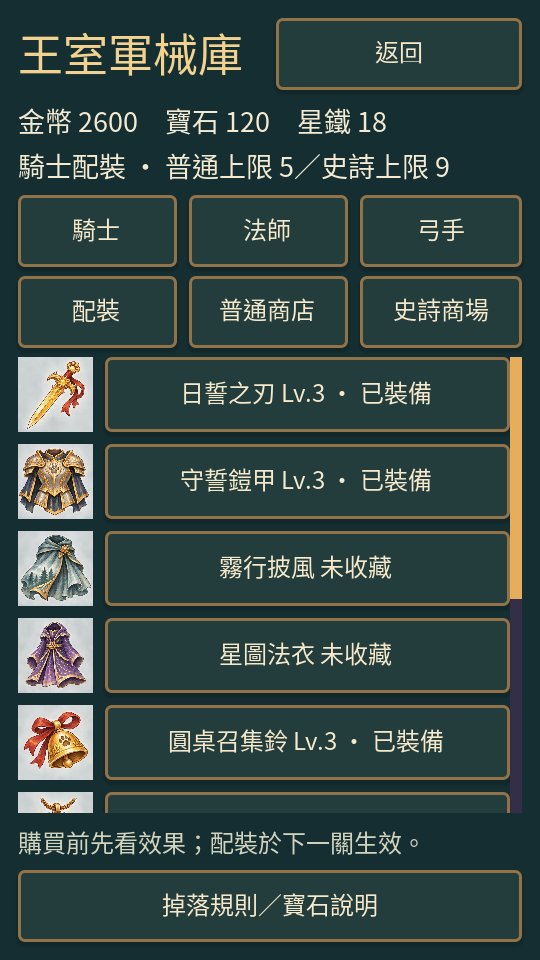 王室軍械庫
返回
金幣 2600 寶石 120 星鐵 18
騎士配裝 · 普通上限 5／史詩上限 9
騎士 法師 弓手
配裝 普通商店 史詩商場
日誓之刃 Lv.3 · 已裝備
守誓鎧甲 Lv.3 · 已裝備
霧行披風 未收藏
星圖法衣 未收藏
圓桌召集鈴 Lv.3 · 已裝備
購買前先看效果；配裝於下一關生效。
掉落規則／寶石說明